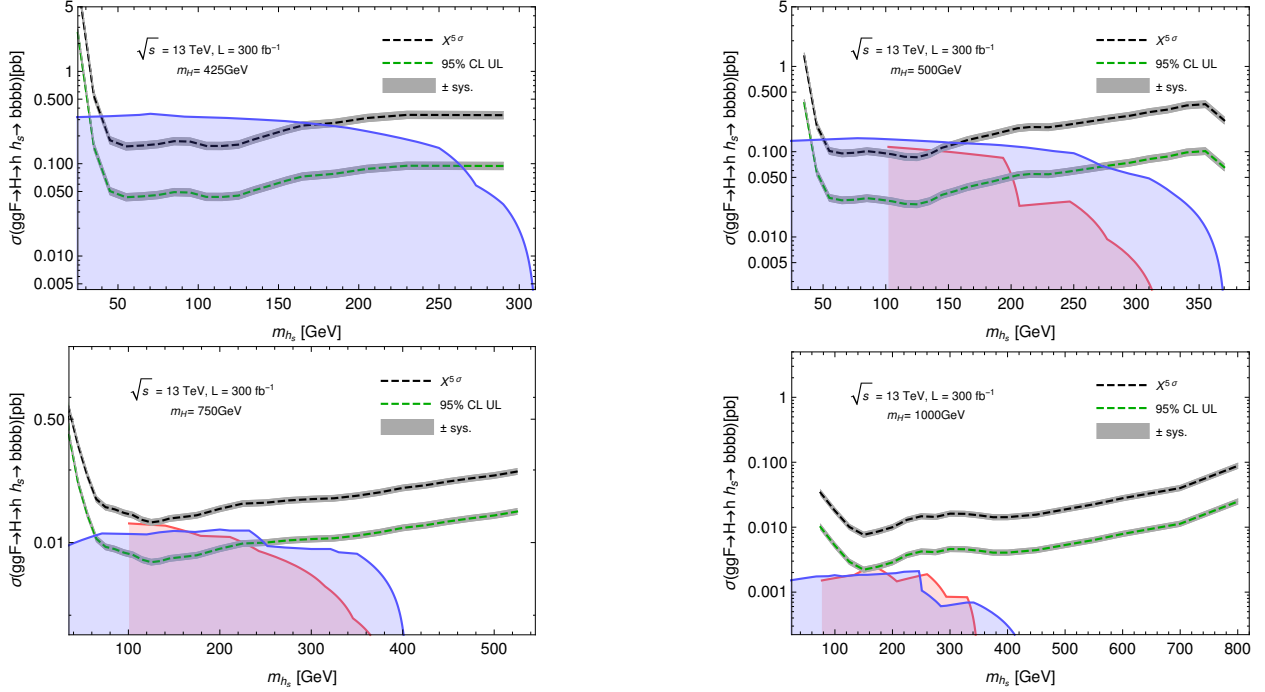 σ(ggF→H→h h_s→ bbbb)[pb]
5
1
0.500
0.100
0.050
0.010
0.005
√s = 13 TeV, L = 300 fb⁻¹
m_H= 425GeV
X^5σ
95% CL UL
± sys.
50 100 150 200 250 300
m_{h_s} [GeV]
σ(ggF→H→h h_s→ bbbb)[pb]
5
1
0.500
0.100
0.050
0.010
0.005
√s = 13 TeV, L = 300 fb⁻¹
m_H= 500GeV
X^5σ
95% CL UL
± sys.
50 100 150 200 250 300 350
m_{h_s} [GeV]
σ(ggF→H→h h_s→ bbbb)[pb]
0.50
0.01
√s = 13 TeV, L = 300 fb⁻¹
m_H= 750GeV
X^5σ
95% CL UL
± sys.
100 200 300 400 500
m_{h_s} [GeV]
σ(ggF→H→h h_s→ bbbb)[pb]
1
0.100
0.010
0.001
√s = 13 TeV, L = 300 fb⁻¹
m_H= 1000GeV
X^5σ
95% CL UL
± sys.
100 200 300 400 500 600 700 800
m_{h_s} [GeV]